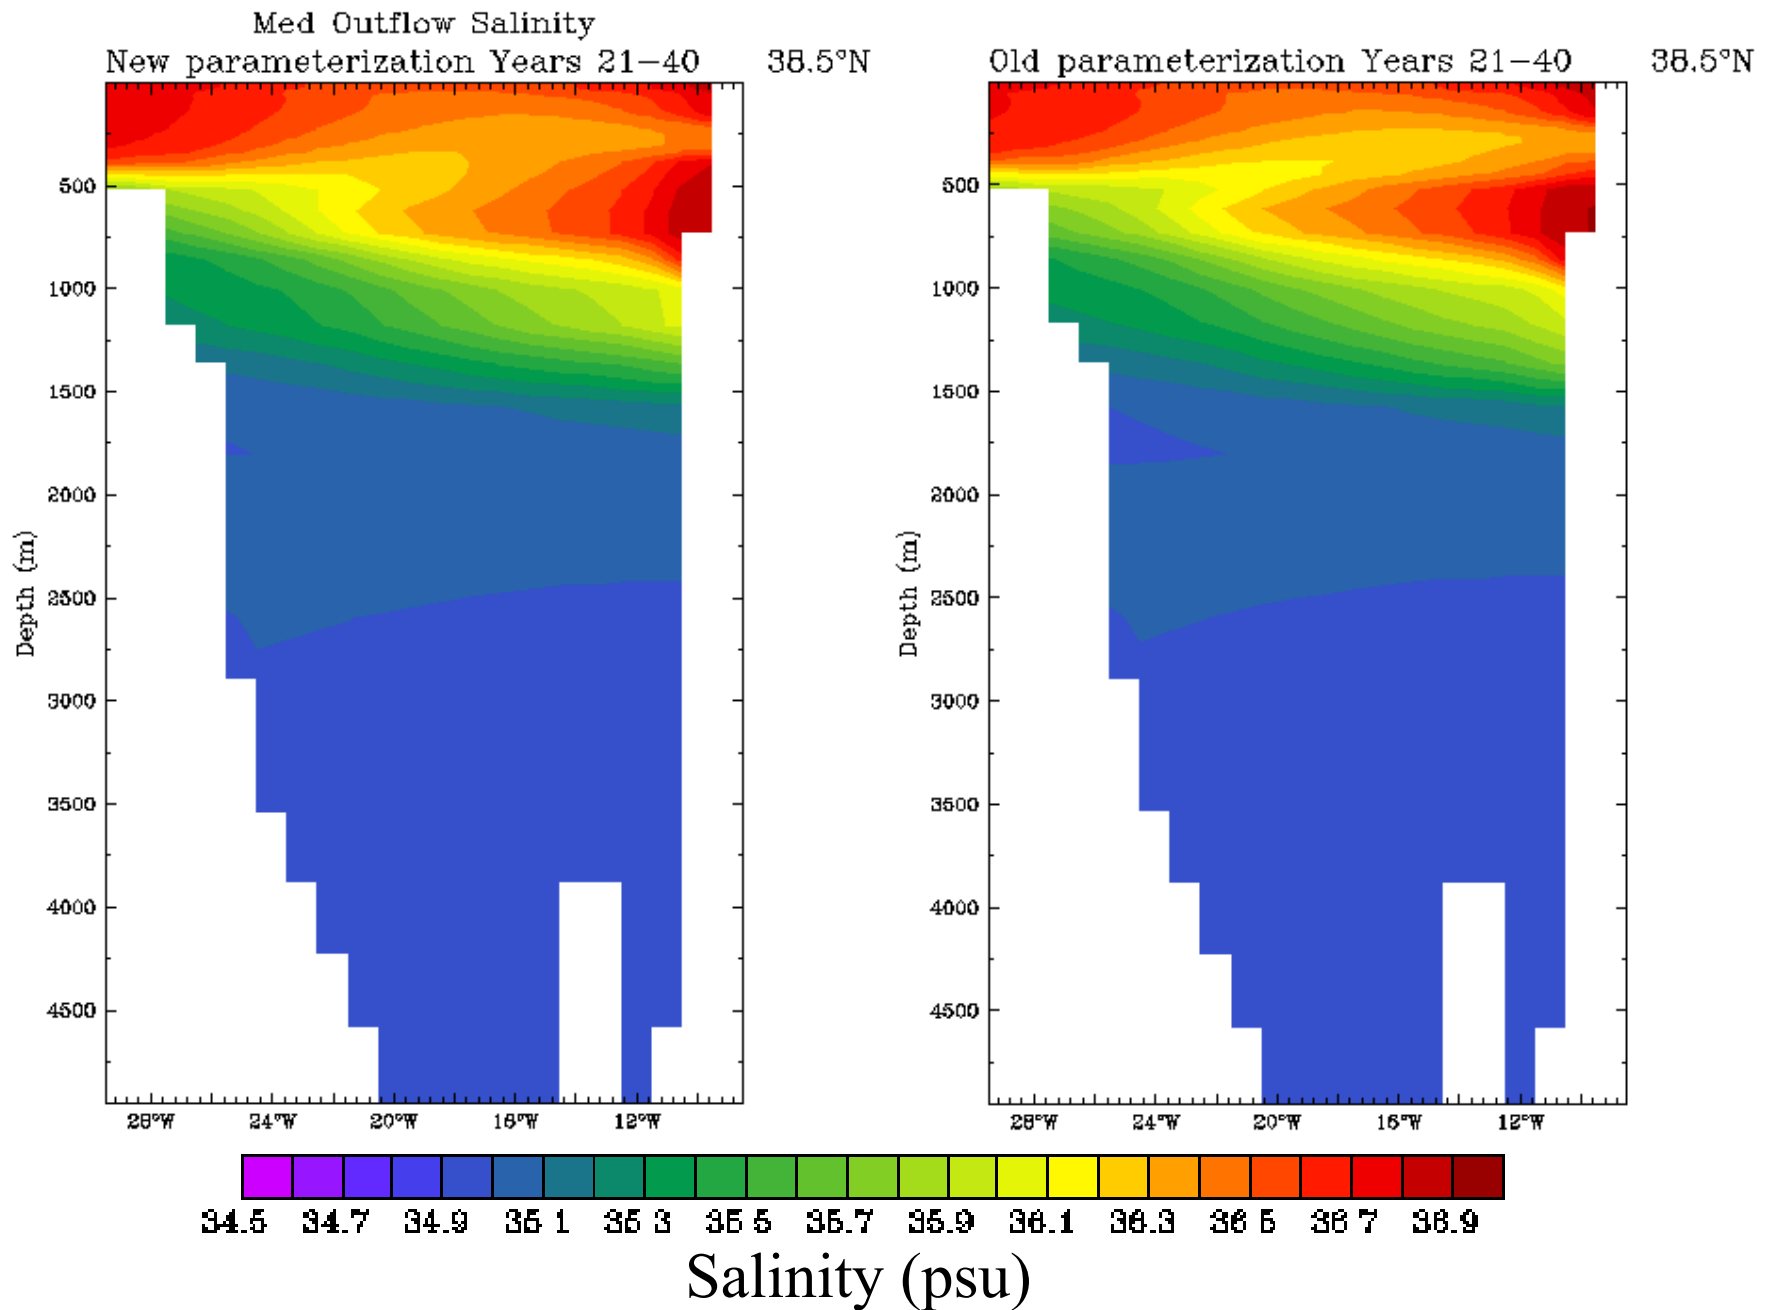 Med Outflow Salinity
New parameterization Years 21-40 38.5°N
Old parameterization Years 21-40 38.5°N
500
1000
1500
2000
2500
3000
3500
4000
4500
Depth (m)
28°W 24°W 20°W 16°W 12°W
500
1000
1500
2000
2500
3000
3500
4000
4500
Depth (m)
28°W 24°W 20°W 16°W 12°W
34.5 34.7 34.9 35.1 35.3 35.5 35.7 35.9 36.1 36.3 36.5 36.7 36.9
Salinity (psu)